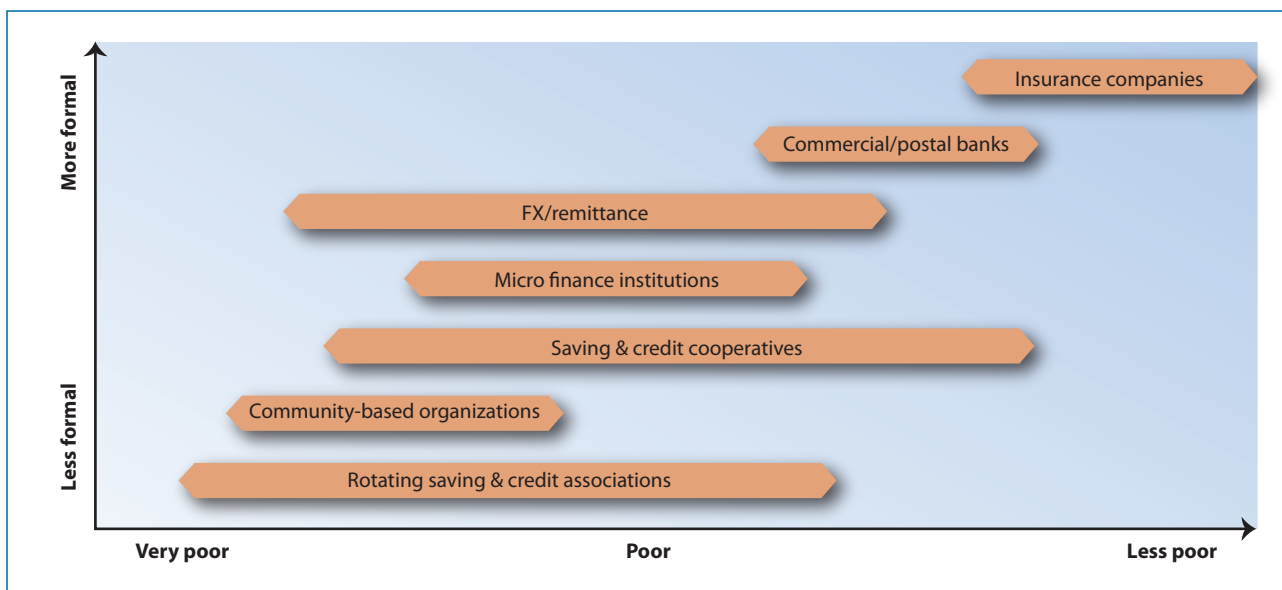 More formal
Less formal
Insurance companies
Commercial/postal banks
FX/remittance
Micro finance institutions
Saving & credit cooperatives
Community-based organizations
Rotating saving & credit associations
Very poor
Poor
Less poor